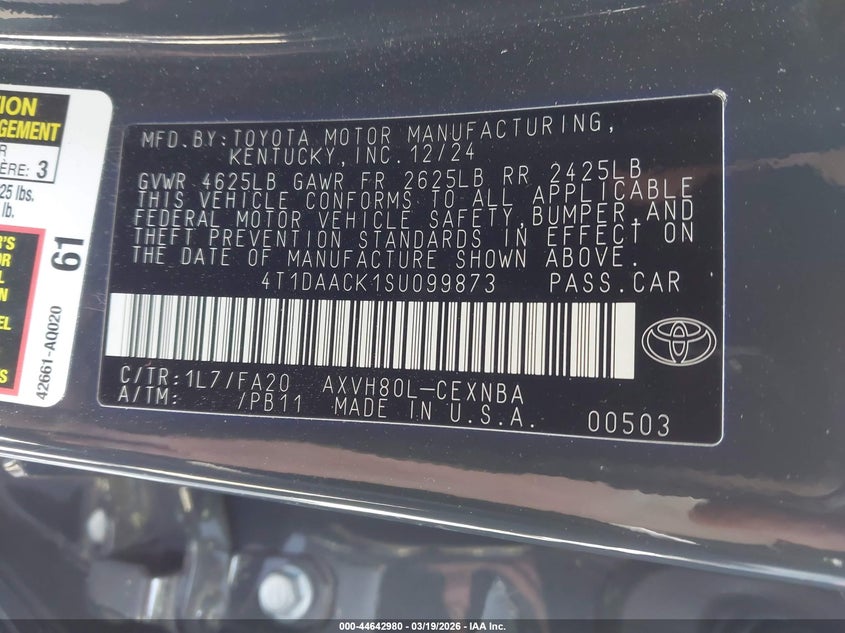 TION
GEMENT
R
ÈRE: 3
25 lbs.
lb.
R'S
OR
L
N
EL
S
61
42661-A0020
MFD.BY:TOYOTA MOTOR MANUFACTURING,
KENTUCKY, INC.12/24
GVWR 4625LB GAWR FR 2625LB RR 2425LB
THIS VEHICLE CONFORMS TO ALL APPLICABLE
FEDERAL MOTOR VEHICLE SAFETY, BUMPER, AND
THEFT PREVENTION STANDARDS IN EFFECT ON
THE DATE OF MANUFACTURE SHOWN ABOVE.
4T1DAACK1SU099873 PASS.CAR
C/TR:1L7/FA20 AXVH80L-CEXNBA
A/TM: /PB11 MADE IN U.S.A. 00503
000-44642980 - 03/19/2026 - IAA Inc.